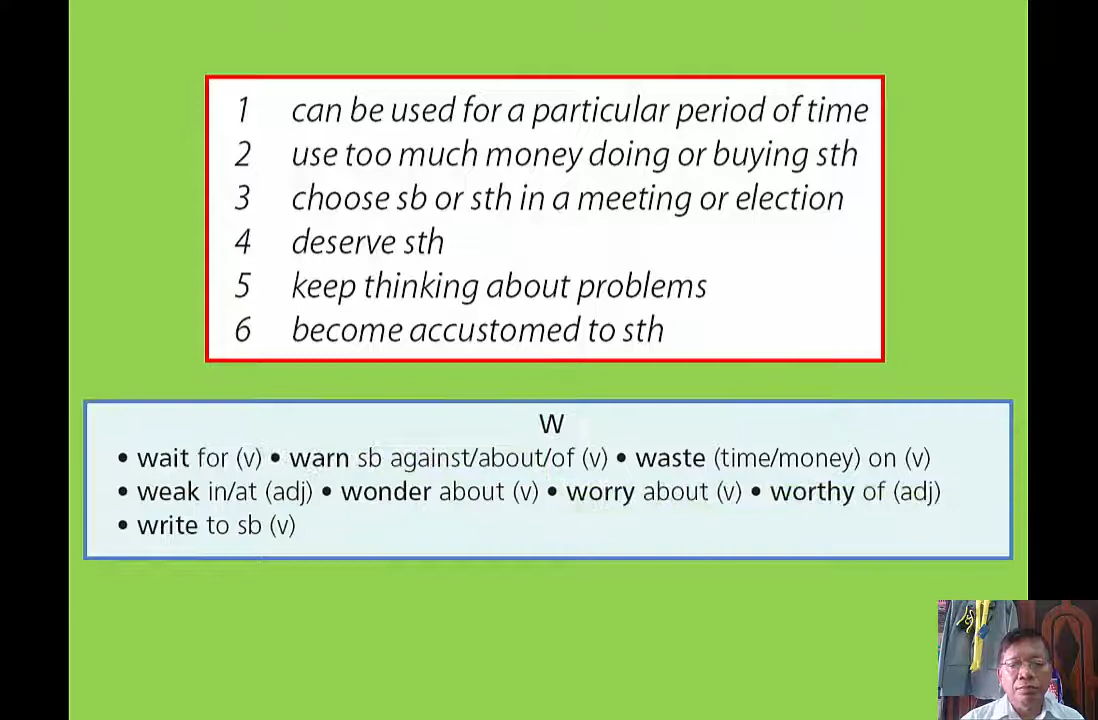 1 can be used for a particular period of time
2 use too much money doing or buying sth
3 choose sb or sth in a meeting or election
4 deserve sth
5 keep thinking about problems
6 become accustomed to sth
W
• wait for (v) • warn sb against/about/of (v) • waste (time/money) on (v)
• weak in/at (adj) • wonder about (v) • worry about (v) • worthy of (adj)
• write to sb (v)